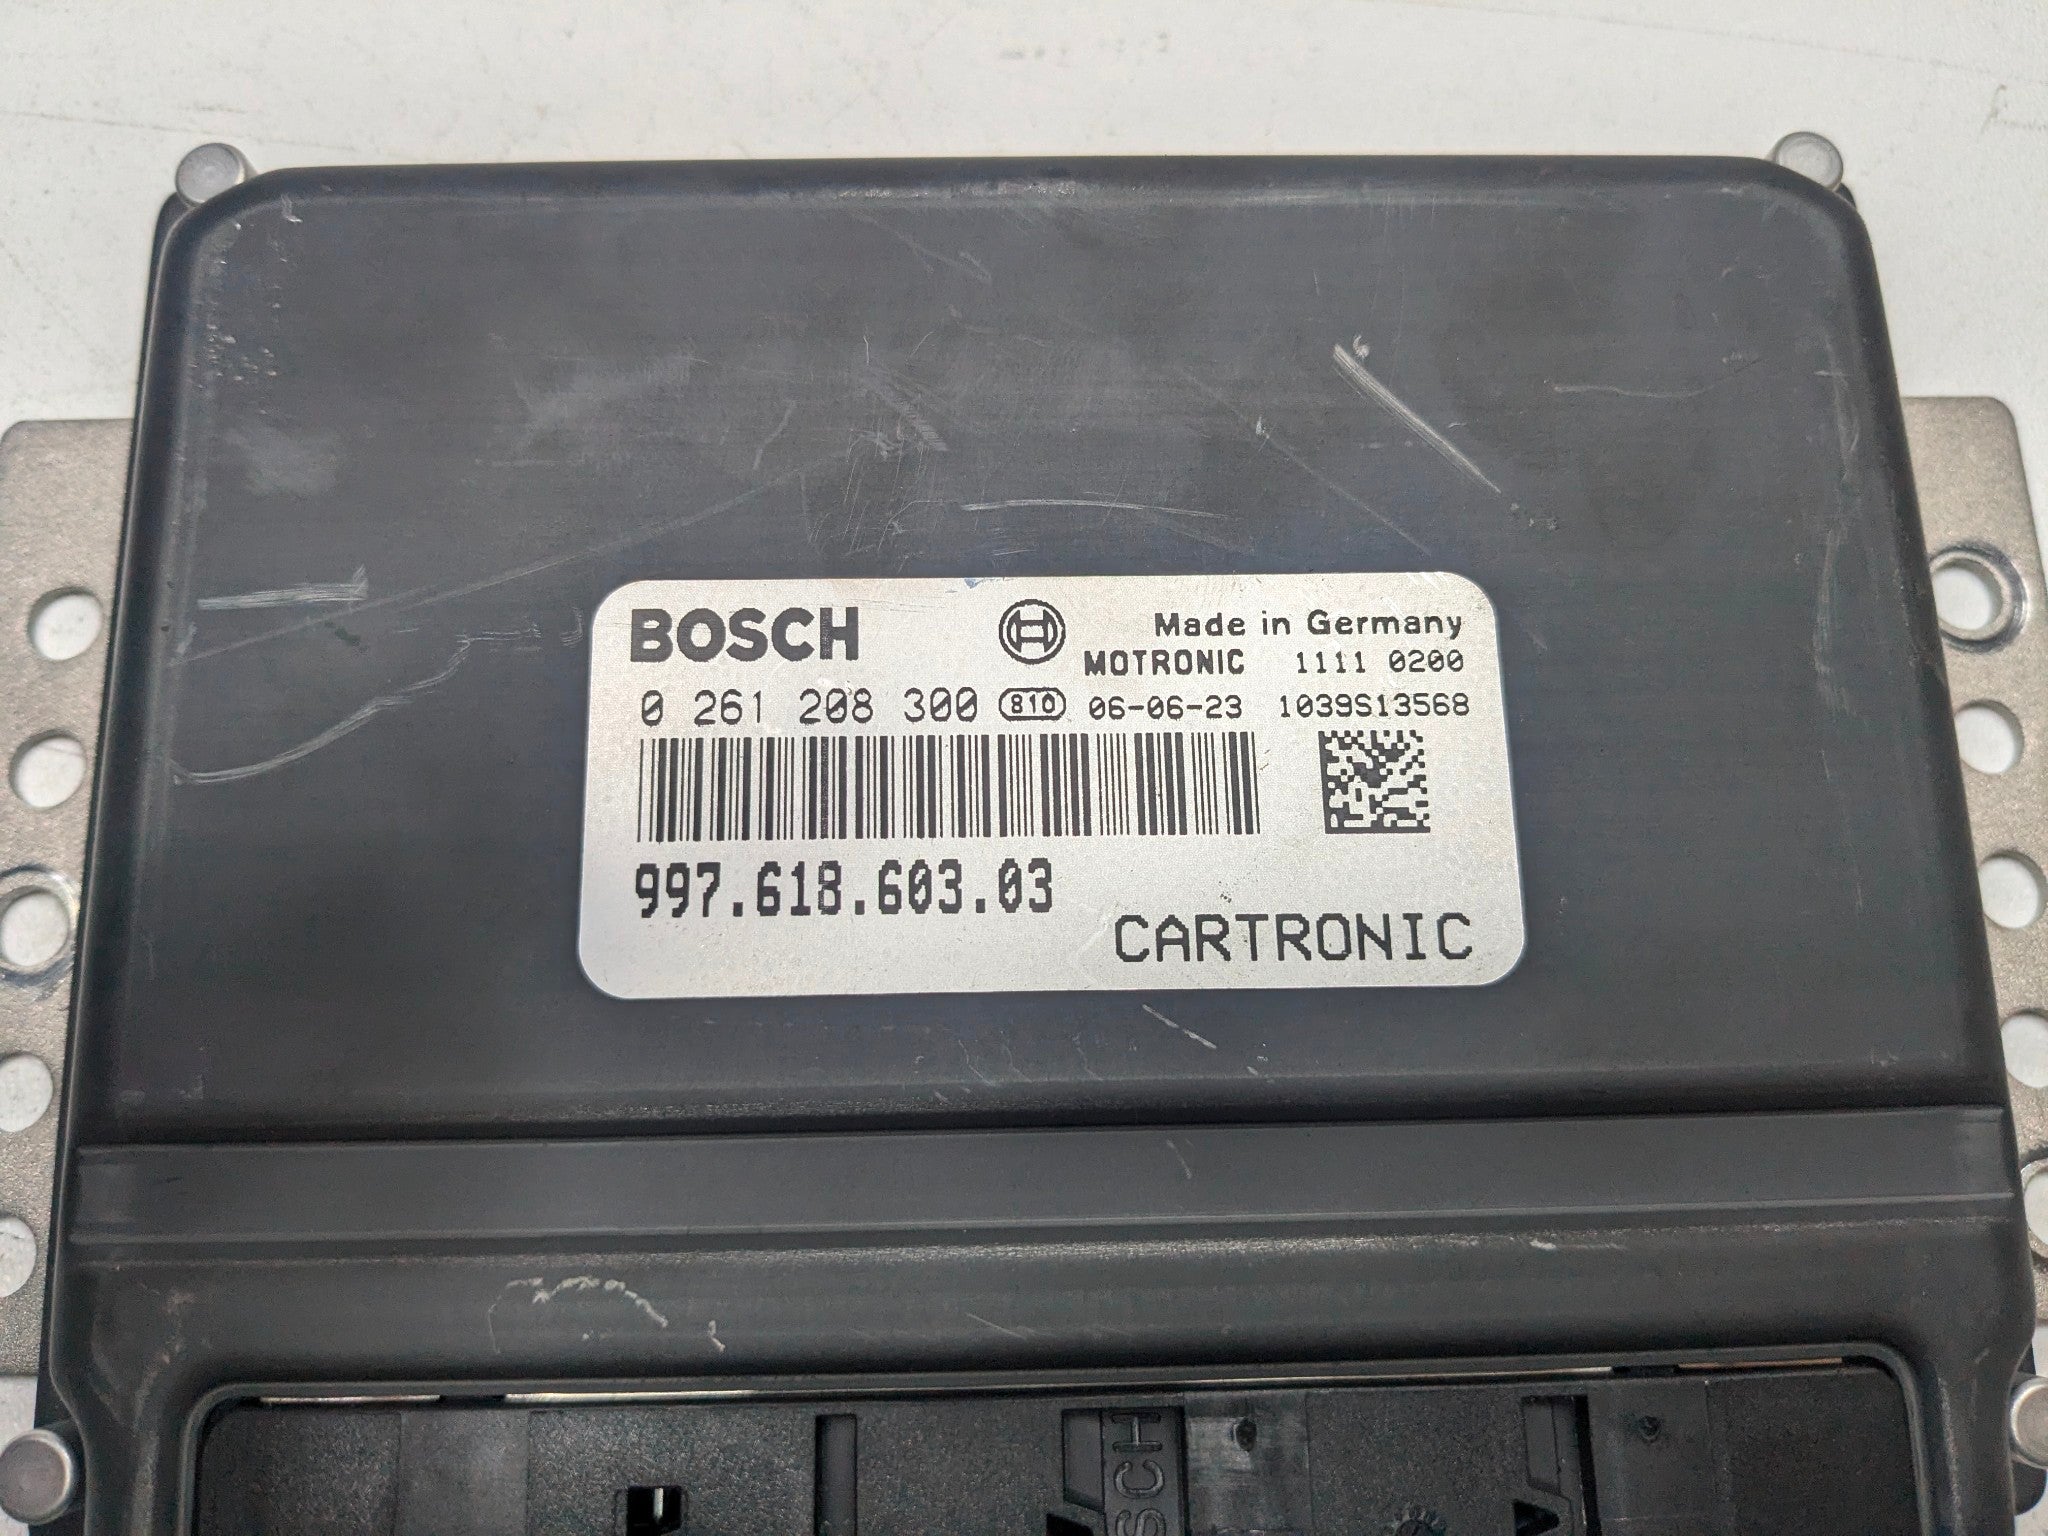 BOSCH Made in Germany
MOTRONIC 1111 0200
0 261 208 300 810 06-06-23 1039S13568
997.618.603.03
CARTRONIC
SCH